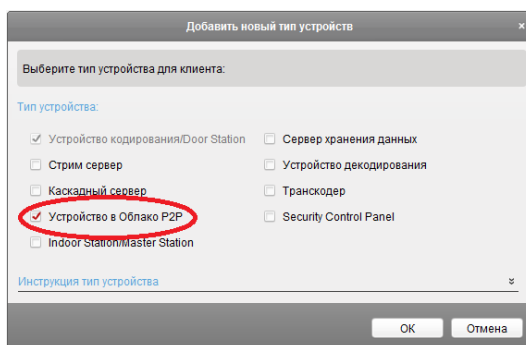 Добавить новый тип устройств
×
Выберите тип устройства для клиента:
Тип устройства:
Устройство кодирования/Door Station
Сервер хранения данных
Стрим сервер
Устройство декодирования
Каскадный сервер
Транскодер
Устройство в Облако P2P
Security Control Panel
Indoor Station/Master Station
Инструкция тип устройства
ОК
Отмена